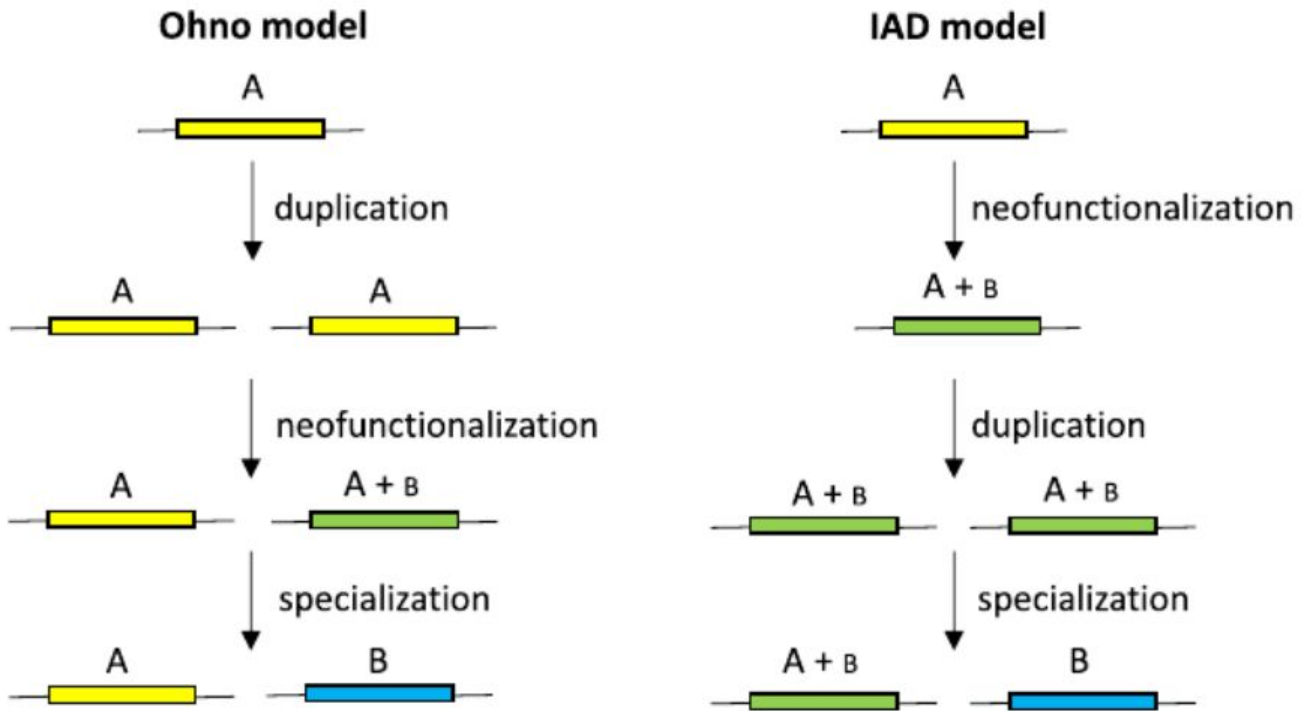 Ohno model
A
duplication
A A
neofunctionalization
A A + B
specialization
A B
IAD model
A
neofunctionalization
A + B
duplication
A + B A + B
specialization
A + B B